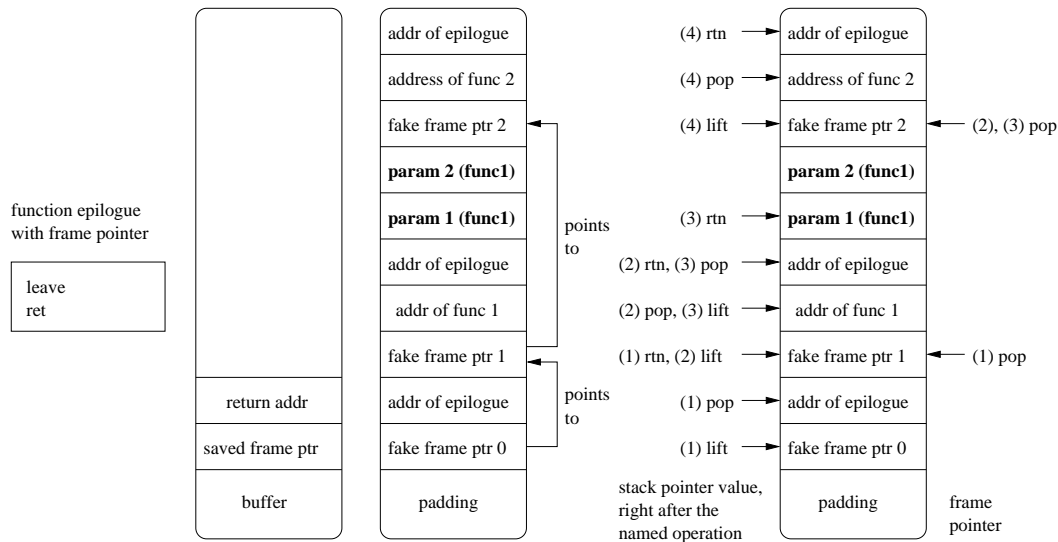 function epilogue
with frame pointer
leave
ret
return addr
saved frame ptr
buffer
addr of epilogue
address of func 2
fake frame ptr 2
param 2 (func1)
param 1 (func1)
addr of epilogue
addr of func 1
fake frame ptr 1
addr of epilogue
fake frame ptr 0
padding
points
to
points
to
(4) rtn
(4) pop
(4) lift
(3) rtn
(2) rtn, (3) pop
(2) pop, (3) lift
(1) rtn, (2) lift
(1) pop
(1) lift
stack pointer value,
right after the
named operation
addr of epilogue
address of func 2
fake frame ptr 2
param 2 (func1)
param 1 (func1)
addr of epilogue
addr of func 1
fake frame ptr 1
addr of epilogue
fake frame ptr 0
padding
(2), (3) pop
(1) pop
frame
pointer